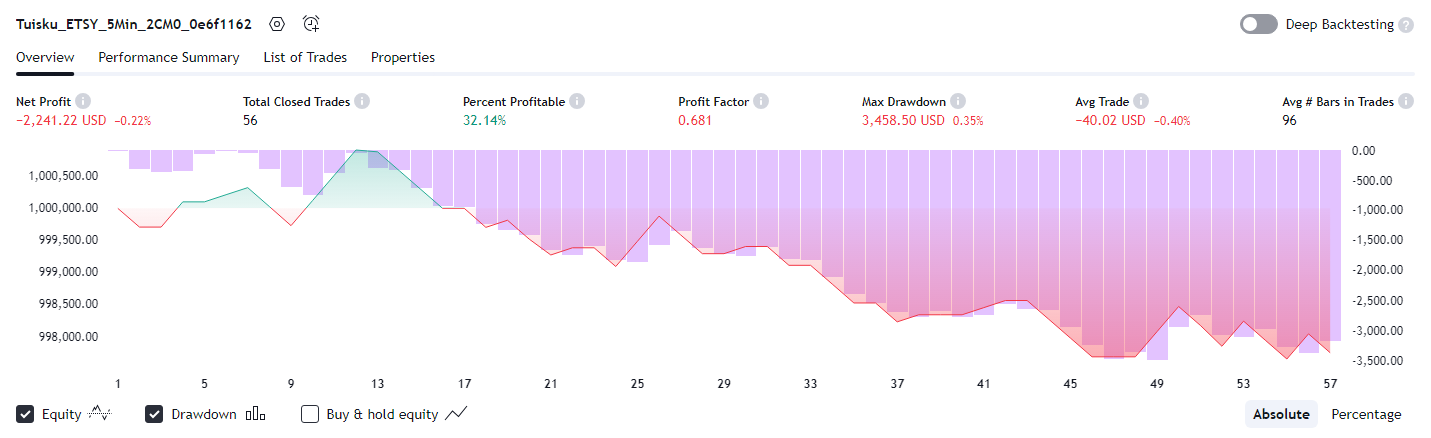 Tuisku_ETSY_5Min_2CM0_0e6f1162 Deep Backtesting ?
Overview Performance Summary List of Trades Properties
Net Profit i Total Closed Trades i Percent Profitable i Profit Factor i Max Drawdown i Avg Trade i Avg # Bars in Trades i
−2,241.22 USD −0.22% 56 32.14% 0.681 3,458.50 USD 0.35% −40.02 USD −0.40% 96
0.00
1,000,500.00 -500.00
1,000,000.00 -1,000.00
999,500.00 -1,500.00
999,000.00 -2,000.00
998,500.00 -2,500.00
998,000.00 -3,000.00
-3,500.00
1 5 9 13 17 21 25 29 33 37 41 45 49 53 57
Equity Drawdown Buy & hold equity Absolute Percentage